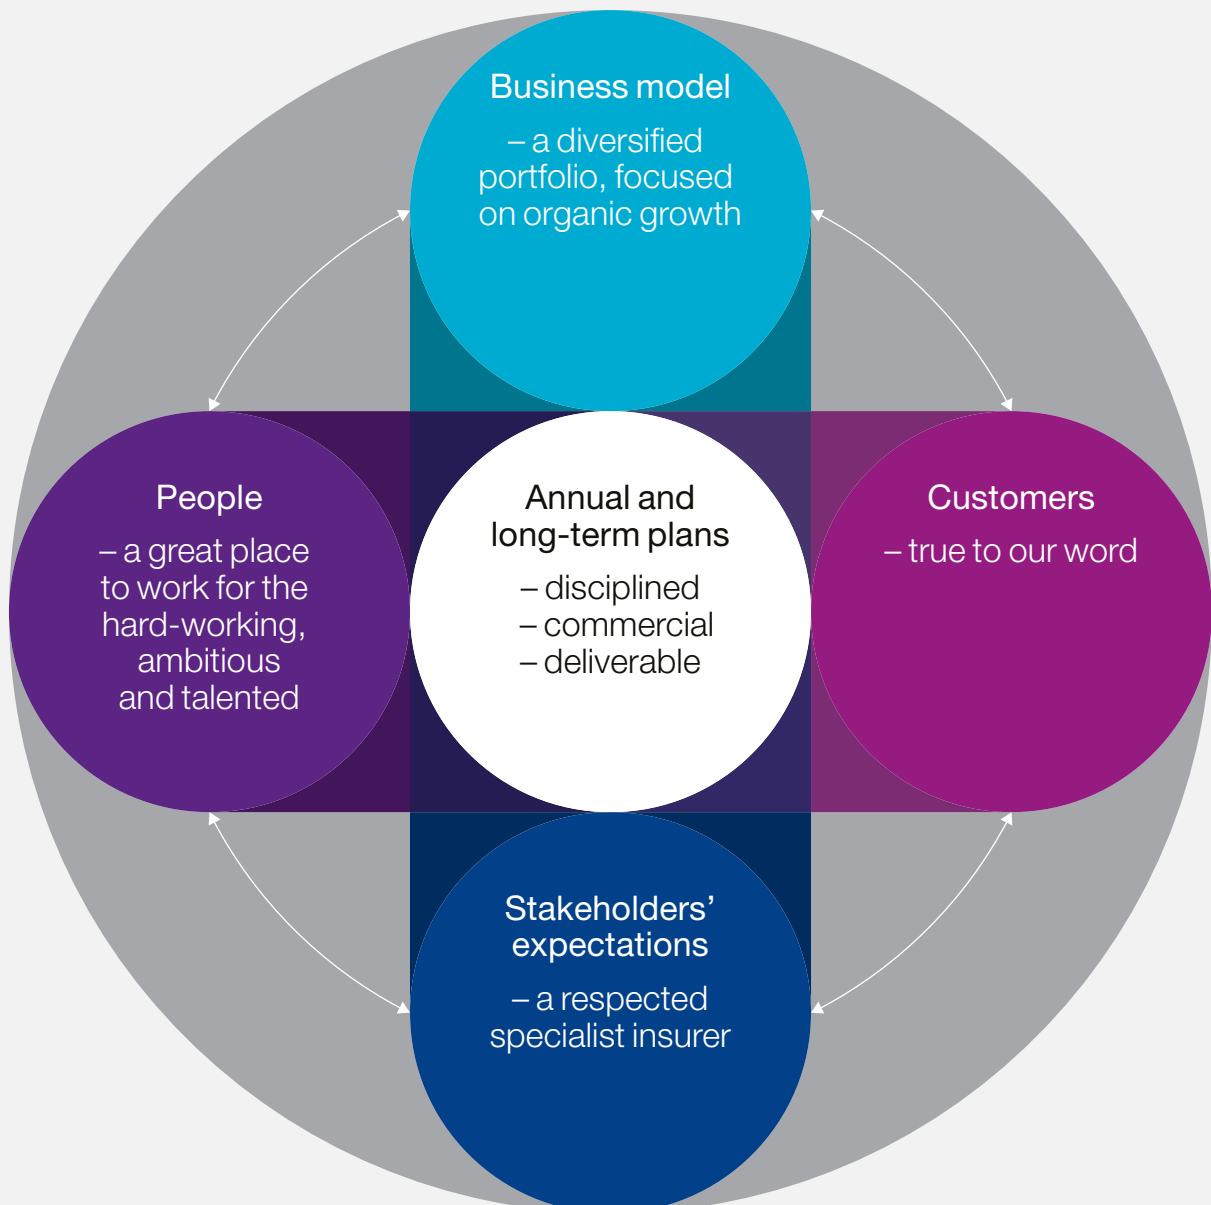 Business model
– a diversified
portfolio, focused
on organic growth
People
– a great place
to work for the
hard-working,
ambitious
and talented
Annual and
long-term plans
– disciplined
– commercial
– deliverable
Customers
– true to our word
Stakeholders’
expectations
– a respected
specialist insurer